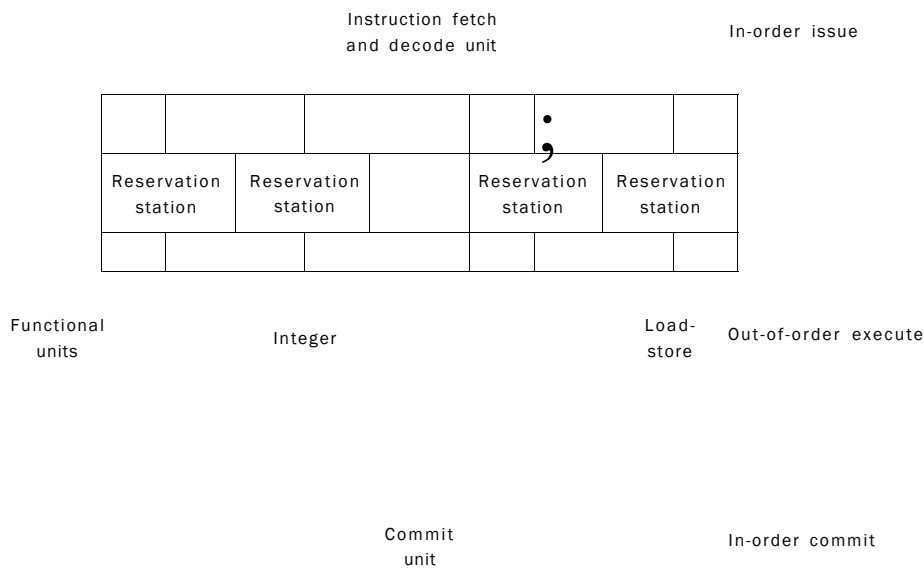 Instruction fetch
and decode unit
In-order issue
;
Reservation
station
Reservation
station
Reservation
station
Reservation
station
Functional
units
Integer
Load-
store
Out-of-order execute
Commit
unit
In-order commit